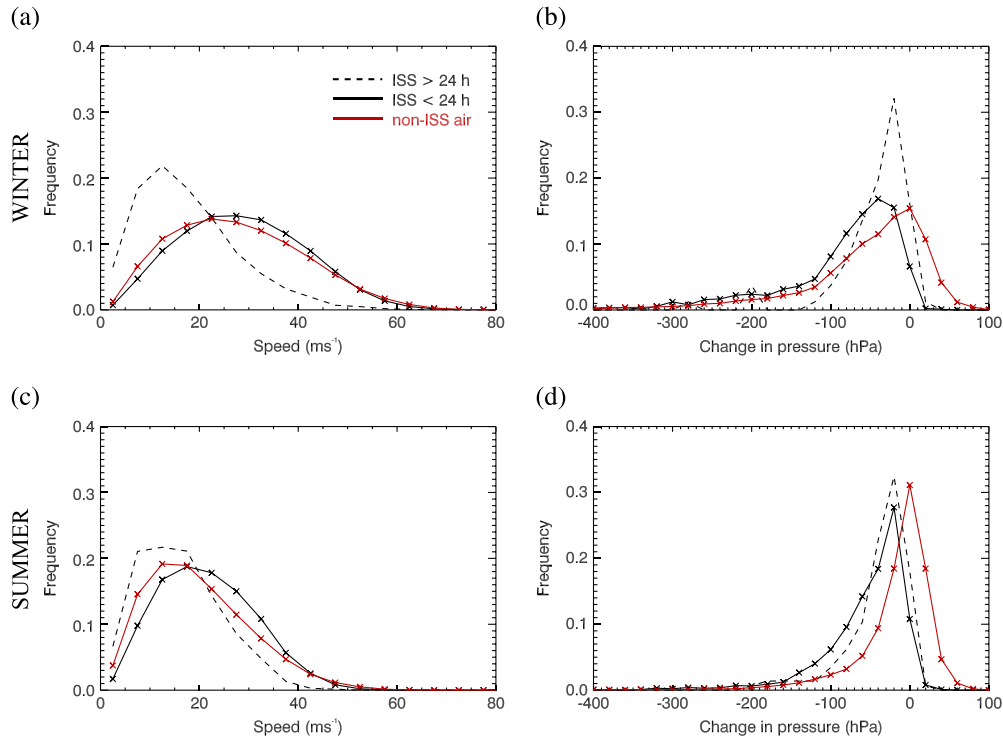 (a)
(b)
WINTER
Frequency
0.4
0.3
0.2
0.1
0.0
0
20
40
60
80
Speed (ms⁻¹)
ISS > 24 h
ISS < 24 h
non-ISS air
Frequency
0.4
0.3
0.2
0.1
0.0
-400
-300
-200
-100
0
100
Change in pressure (hPa)
(c)
(d)
SUMMER
Frequency
0.4
0.3
0.2
0.1
0.0
0
20
40
60
80
Speed (ms⁻¹)
Frequency
0.4
0.3
0.2
0.1
0.0
-400
-300
-200
-100
0
100
Change in pressure (hPa)